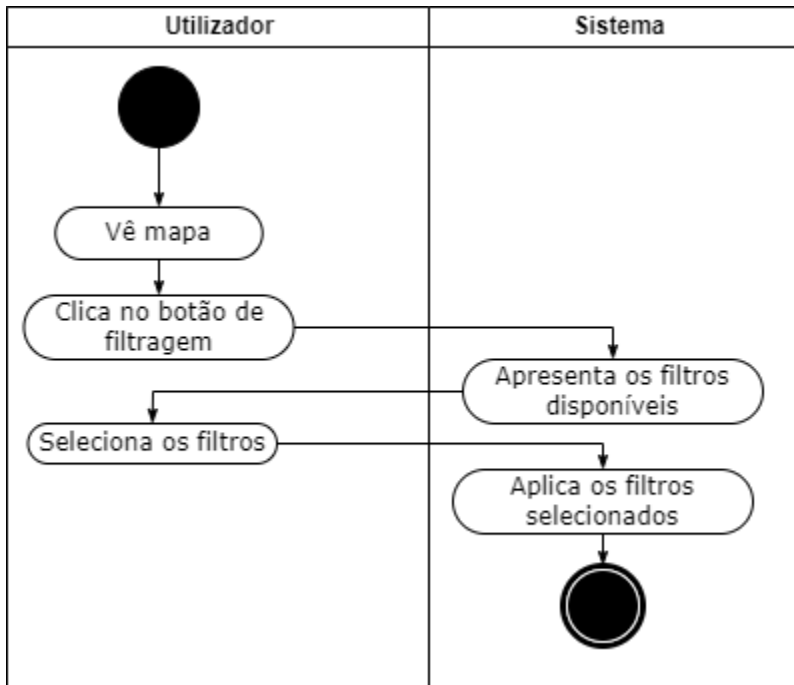 Utilizador
Sistema
Vê mapa
Clica no botão de
filtragem
Apresenta os filtros
disponíveis
Seleciona os filtros
Aplica os filtros
selecionados